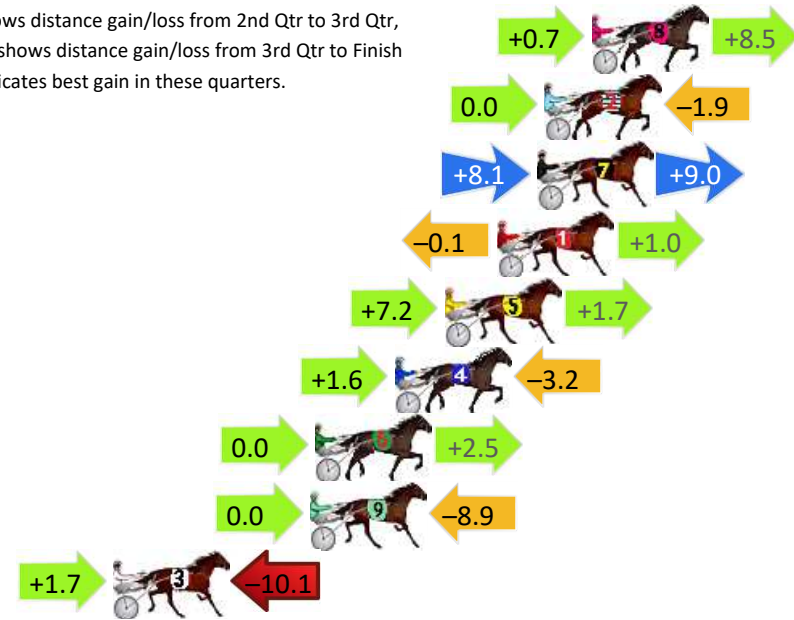 ows distance gain/loss from 2nd Qtr to 3rd Qtr,
shows distance gain/loss from 3rd Qtr to Finish
icates best gain in these quarters.
+0.7 8 +8.5
0.0 –1.9
+8.1 7 +9.0
–0.1 1 +1.0
+7.2 5 +1.7
+1.6 4 –3.2
0.0 6 +2.5
0.0 9 –8.9
+1.7 3 –10.1